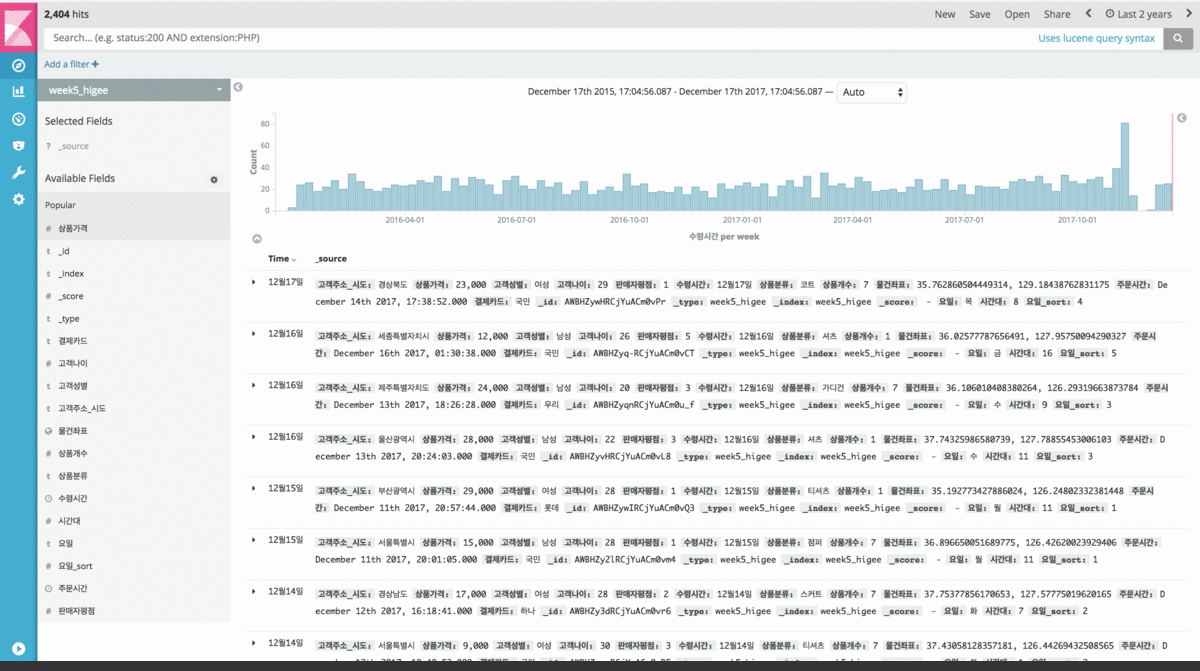 2,404 hits
New Save Open Share Last 2 years
Search... (e.g. status:200 AND extension:PHP) Uses lucene query syntax
Add a filter +
week5_higee
December 17th 2015, 17:04:56.087 - December 17th 2017, 17:04:56.087 — Auto
Selected Fields
? _source
Available Fields
Popular
# 상품가격
t _id
t _index
# _score
t _type
t 결제카드
# 고객나이
t 고객성별
t 고객주소_시도
물건좌표
# 상품개수
t 상품분류
수령시간
# 시간대
t 요일
# 요일_sort
주문시간
# 판매자평점
Count
80
60
40
20
0
2016-04-01 2016-07-01 2016-10-01 2017-01-01 2017-04-01 2017-07-01 2017-10-01
수령시간 per week
Time _source
12월17일 고객주소_시도: 경상북도 상품가격: 23,000 고객성별: 여성 고객나이: 29 판매자평점: 1 수령시간: 12월17일 상품분류: 코트 상품개수: 7 물건좌표: 35.762860504449314, 129.18438762831175 주문시간: De
cember 14th 2017, 17:38:52.000 결제카드: 국민 _id: AWBHZywHRCjYuACm0vPr _type: week5_higee _index: week5_higee _score: - 요일: 목 시간대: 8 요일_sort: 4
12월16일 고객주소_시도: 세종특별자치시 상품가격: 12,000 고객성별: 남성 고객나이: 26 판매자평점: 5 수령시간: 12월16일 상품분류: 셔츠 상품개수: 1 물건좌표: 36.02577787656491, 127.95750094290327 주문시
간: December 16th 2017, 01:30:38.000 결제카드: 국민 _id: AWBHZyq-RCjYuACm0vCT _type: week5_higee _index: week5_higee _score: - 요일: 금 시간대: 16 요일_sort: 5
12월16일 고객주소_시도: 제주특별자치도 상품가격: 24,000 고객성별: 남성 고객나이: 20 판매자평점: 3 수령시간: 12월16일 상품분류: 가디건 상품개수: 7 물건좌표: 36.106010408380264, 126.29319663873784 주문시
간: December 13th 2017, 18:26:28.000 결제카드: 우리 _id: AWBHZyqnRCjYuACm0u_f _type: week5_higee _index: week5_higee _score: - 요일: 수 시간대: 9 요일_sort: 3
12월16일 고객주소_시도: 울산광역시 상품가격: 28,000 고객성별: 남성 고객나이: 22 판매자평점: 3 수령시간: 12월16일 상품분류: 셔츠 상품개수: 1 물건좌표: 37.74325986580739, 127.78855453006103 주문시간: D
ecember 13th 2017, 20:24:03.000 결제카드: 국민 _id: AWBHZyvHRCjYuACm0vL8 _type: week5_higee _index: week5_higee _score: - 요일: 수 시간대: 11 요일_sort: 3
12월15일 고객주소_시도: 부산광역시 상품가격: 29,000 고객성별: 여성 고객나이: 28 판매자평점: 1 수령시간: 12월15일 상품분류: 티셔츠 상품개수: 1 물건좌표: 35.192773427886024, 126.24802332381448 주문시
간: December 11th 2017, 20:57:44.000 결제카드: 롯데 _id: AWBHZywIRCjYuACm0vQ3 _type: week5_higee _index: week5_higee _score: - 요일: 월 시간대: 11 요일_sort: 1
12월15일 고객주소_시도: 서울특별시 상품가격: 15,000 고객성별: 남성 고객나이: 28 판매자평점: 1 수령시간: 12월15일 상품분류: 점퍼 상품개수: 7 물건좌표: 36.896650051689775, 126.42620023929406 주문시간:
December 11th 2017, 20:01:05.000 결제카드: 국민 _id: AWBHZy2lRCjYuACm0vm4 _type: week5_higee _index: week5_higee _score: - 요일: 월 시간대: 11 요일_sort: 1
12월14일 고객주소_시도: 경상남도 상품가격: 17,000 고객성별: 여성 고객나이: 28 판매자평점: 2 수령시간: 12월14일 상품분류: 스커트 상품개수: 7 물건좌표: 37.75377856170653, 127.57775019620165 주문시간: D
ecember 12th 2017, 16:18:41.000 결제카드: 하나 _id: AWBHZy3dRCjYuACm0vr6 _type: week5_higee _index: week5_higee _score: - 요일: 화 시간대: 7 요일_sort: 2
12월14일 고객주소_시도: 서울특별시 상품가격: 9,000 고객성별: 여성 고객나이: 30 판매자평점: 3 수령시간: 12월14일 상품분류: 티셔츠 상품개수: 7 물건좌표: 37.43058128357181, 126.44269432508565 주문시간: D